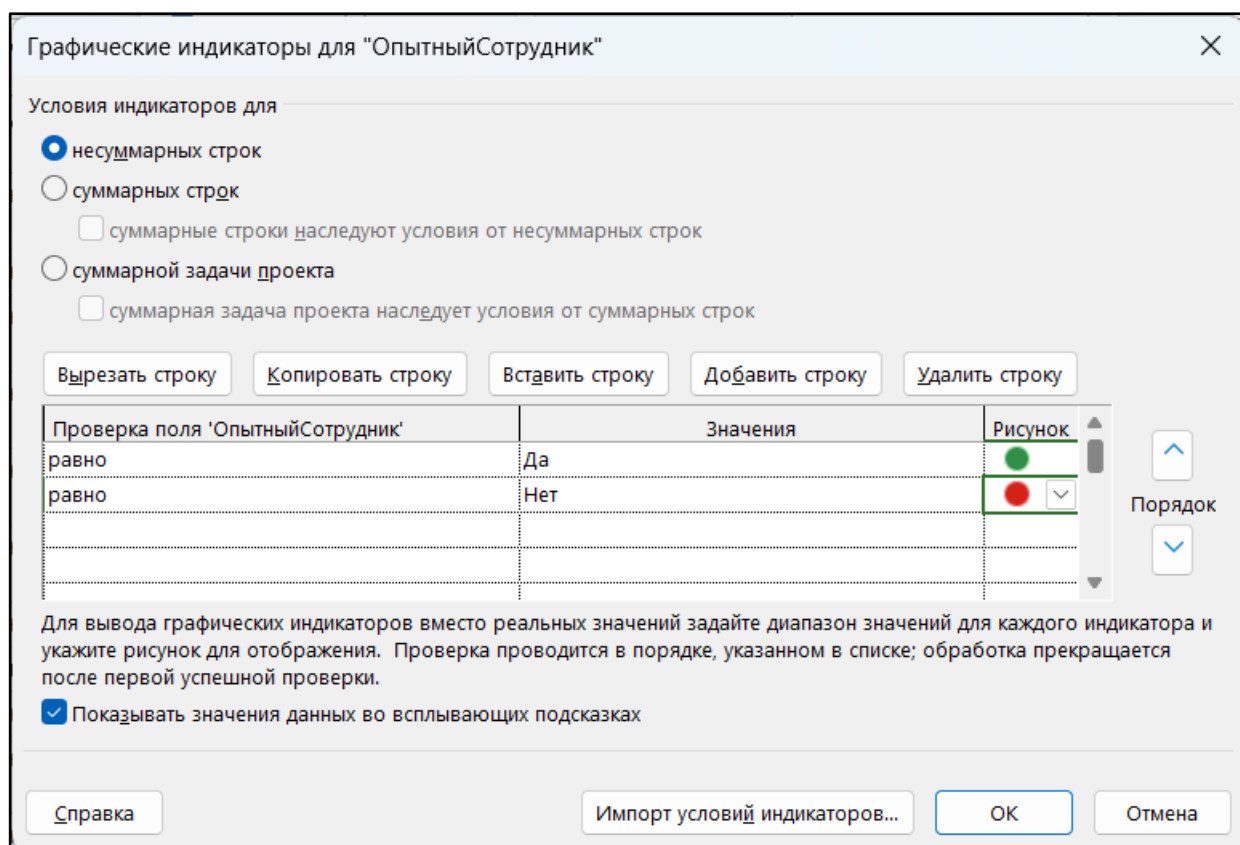 Графические индикаторы для "ОпытныйСотрудник"
Условия индикаторов для
несуммарных строк
суммарных строк
суммарные строки наследуют условия от несуммарных строк
суммарной задачи проекта
суммарная задача проекта наследует условия от суммарных строк
Вырезать строку Копировать строку Вставить строку Добавить строку Удалить строку
Проверка поля 'ОпытныйСотрудник' Значения Рисунок
равно Да
равно Нет
Порядок
Для вывода графических индикаторов вместо реальных значений задайте диапазон значений для каждого индикатора и
укажите рисунок для отображения. Проверка проводится в порядке, указанном в списке; обработка прекращается
после первой успешной проверки.
Показывать значения данных во всплывающих подсказках
Справка Импорт условий индикаторов... ОК Отмена